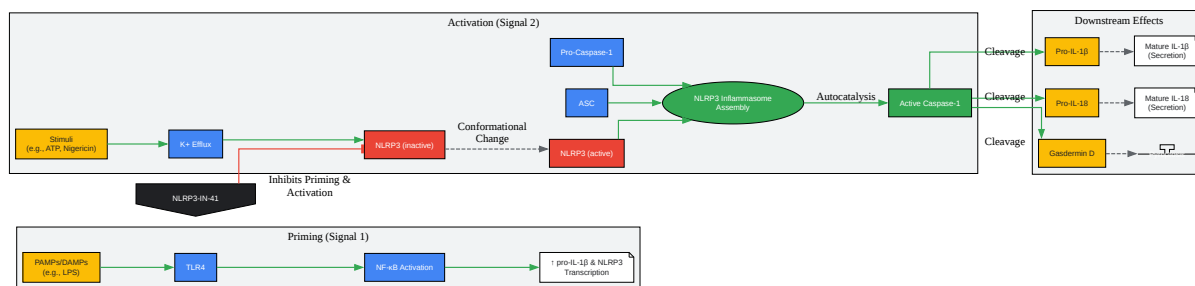 Activation (Signal 2)
Downstream Effects
Pro-Caspase-1
Cleavage
Pro-IL-1β
Mature IL-1β
(Secretion)
ASC
NLRP3 Inflammasome
Assembly
Autocatalysis
Active Caspase-1
Cleavage
Pro-IL-18
Mature IL-18
(Secretion)
Stimuli
(e.g., ATP, Nigericin)
K+ Efflux
NLRP3 (inactive)
Conformational
Change
NLRP3 (active)
Cleavage
Gasdermin D
NLRP3-IN-41
Inhibits Priming &
Activation
Priming (Signal 1)
PAMPs/DAMPs
(e.g., LPS)
TLR4
NF-κB Activation
↑ pro-IL-1β & NLRP3
Transcription